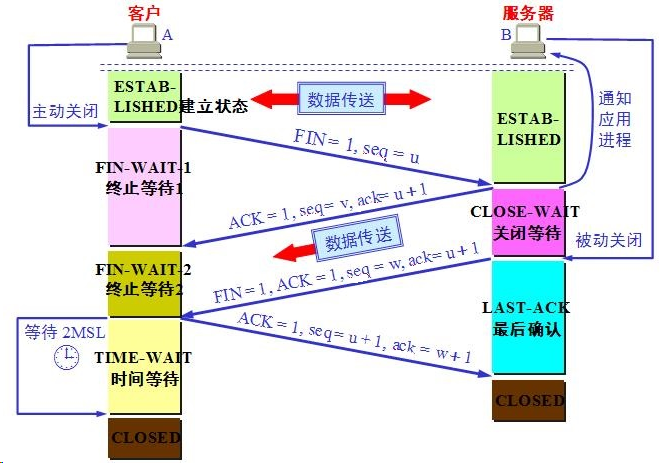 客户
服务器
A
B
ESTAB-
LISHED建立状态
数据传送
主动关闭
通知
应用
进程
ESTAB-
LISHED
FIN = 1, seq = u
FIN-WAIT-1
终止等待1
ACK = 1, seq= v, ack= u + 1
CLOSE-WAIT
关闭等待
数据传送
被动关闭
FIN-WAIT-2
终止等待2
FIN = 1, ACK = 1, seq = w, ack= u + 1
LAST-ACK
最后确认
等待 2MSL
ACK = 1, seq= u + 1, ack = w + 1
TIME-WAIT
时间等待
CLOSED
CLOSED